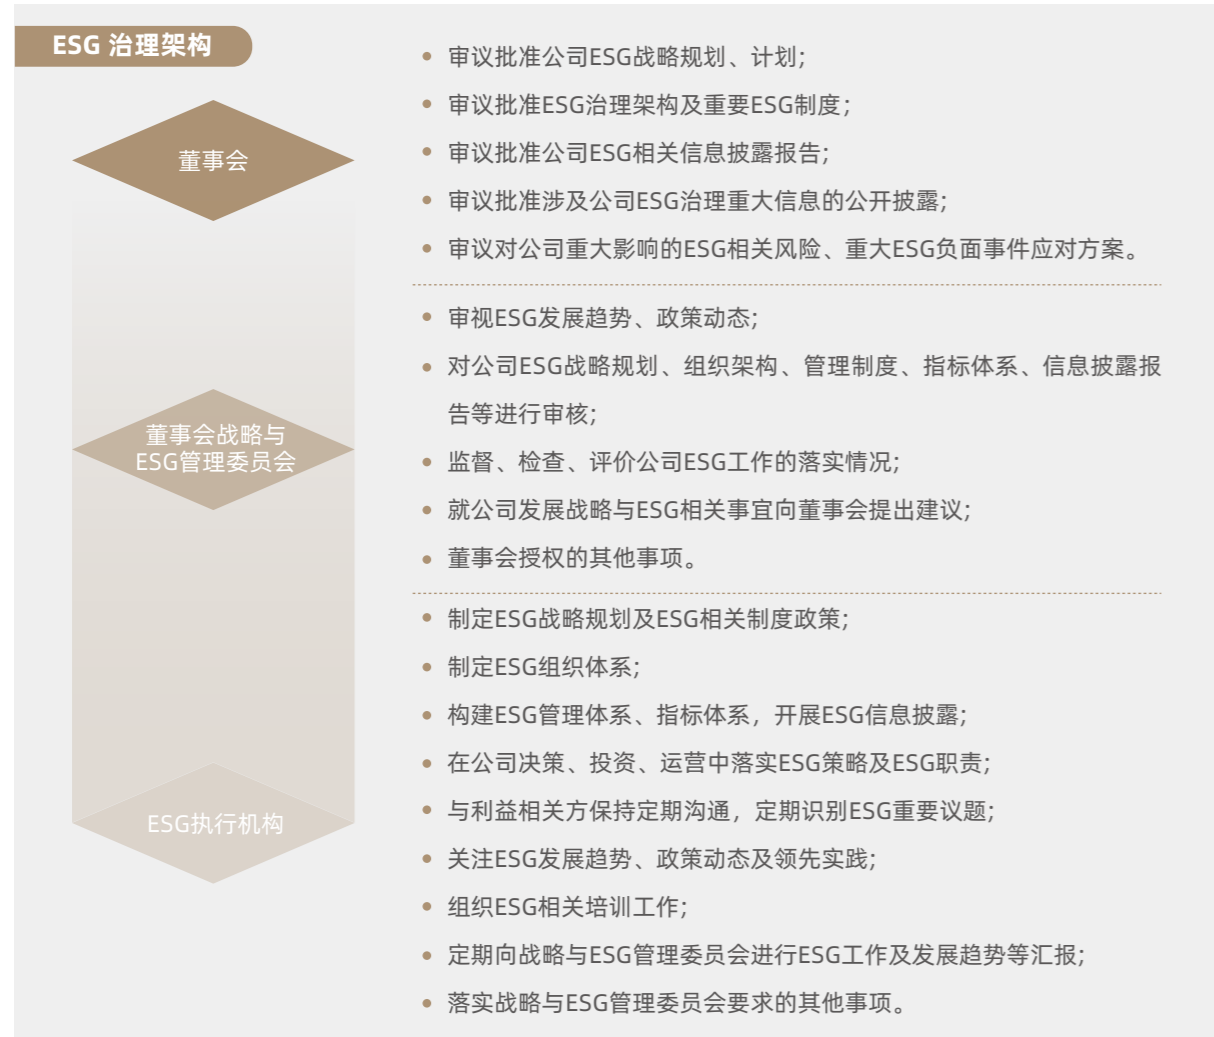 ESG 治理架构
董事会
审议批准公司ESG战略规划、计划；
审议批准ESG治理架构及重要ESG制度；
审议批准公司ESG相关信息披露报告；
审议批准涉及公司ESG治理重大信息的公开披露；
审议对公司重大影响的ESG相关风险、重大ESG负面事件应对方案。
董事会战略与
ESG管理委员会
审视ESG发展趋势、政策动态；
对公司ESG战略规划、组织架构、管理制度、指标体系、信息披露报
告等进行审核；
监督、检查、评价公司ESG工作的落实情况；
就公司发展战略与ESG相关事宜向董事会提出建议；
董事会授权的其他事项。
ESG执行机构
制定ESG战略规划及ESG相关制度政策；
制定ESG组织体系；
构建ESG管理体系、指标体系，开展ESG信息披露；
在公司决策、投资、运营中落实ESG策略及ESG职责；
与利益相关方保持定期沟通，定期识别ESG重要议题；
关注ESG发展趋势、政策动态及领先实践；
组织ESG相关培训工作；
定期向战略与ESG管理委员会进行ESG工作及发展趋势等汇报；
落实战略与ESG管理委员会要求的其他事项。